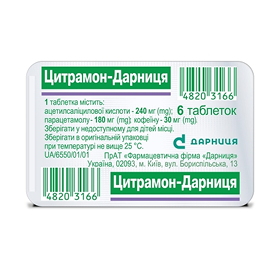 4820 3166
Цитрамон-Дарниця
1 таблетка містить:
ацетилсаліцилової кислоти - 240 мг (mg);
парацетамолу - 180 мг (mg); кофеїну - 30 мг (mg).
6 таблеток
Зберігати у недоступному для дітей місці.
Зберігати в оригінальній упаковці
при температурі не вище 25 °С.
UA/6550/01/01
ДАРНИЦЯ
ПрАТ «Фармацевтична фірма «Дарниця»
Україна, 02093, м. Київ, вул. Бориспільська, 13
Цитрамон-Дарниця
4820 3166